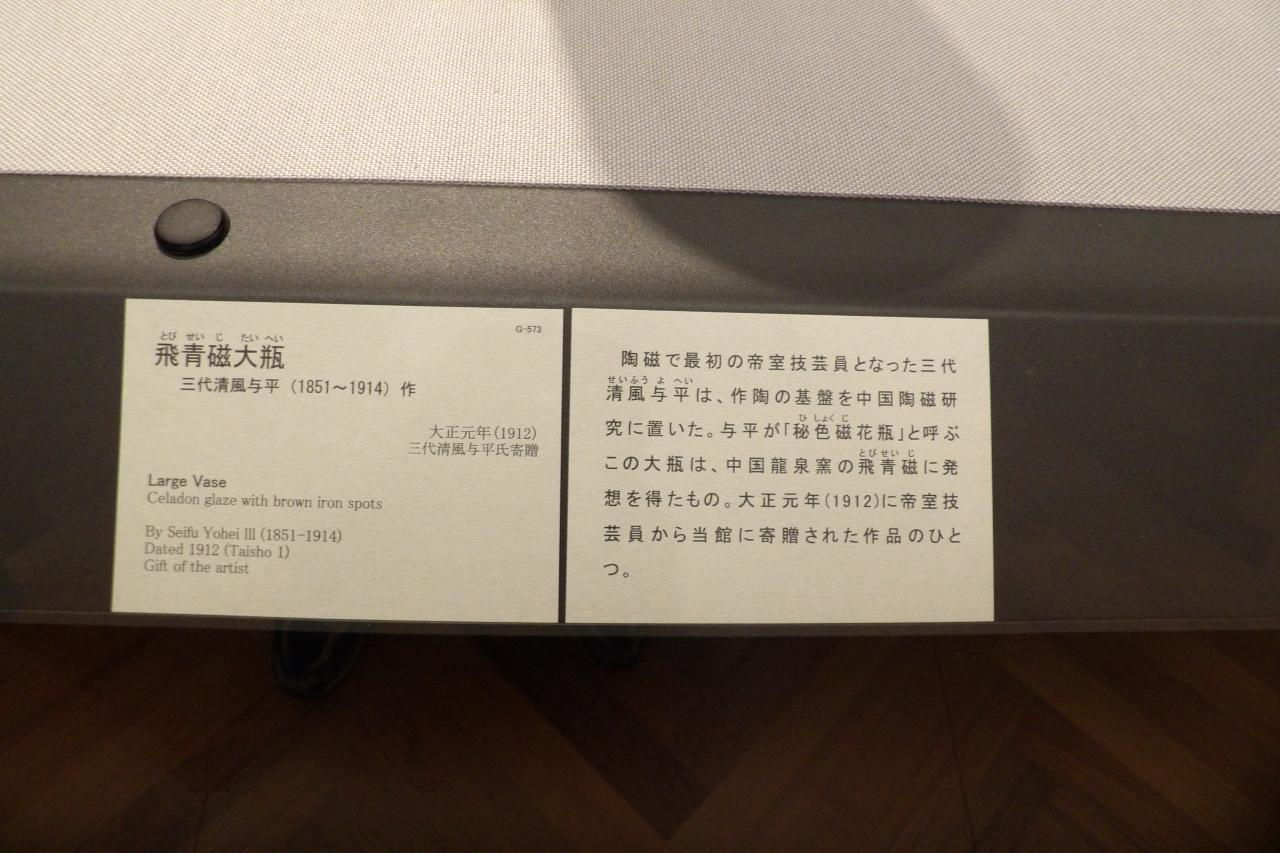 G-573
とび せい じ たい へい
飛青磁大瓶
三代清風与平（1851～1914）作
大正元年(1912)
三代清風与平氏寄贈
Large Vase
Celadon glaze with brown iron spots
By Seifu Yohei III (1851-1914)
Dated 1912 (Taisho 1)
Gift of the artist
陶磁で最初の帝室技芸員となった三代
せいふう よ へい
清風与平は、作陶の基盤を中国陶磁研
ひ しょく じ
究に置いた。与平が｢秘色磁花瓶｣と呼ぶ
とび せい じ
この大瓶は、中国龍泉窯の飛青磁に発
想を得たもの。大正元年(1912)に帝室技
芸員から当館に寄贈された作品のひと
つ。